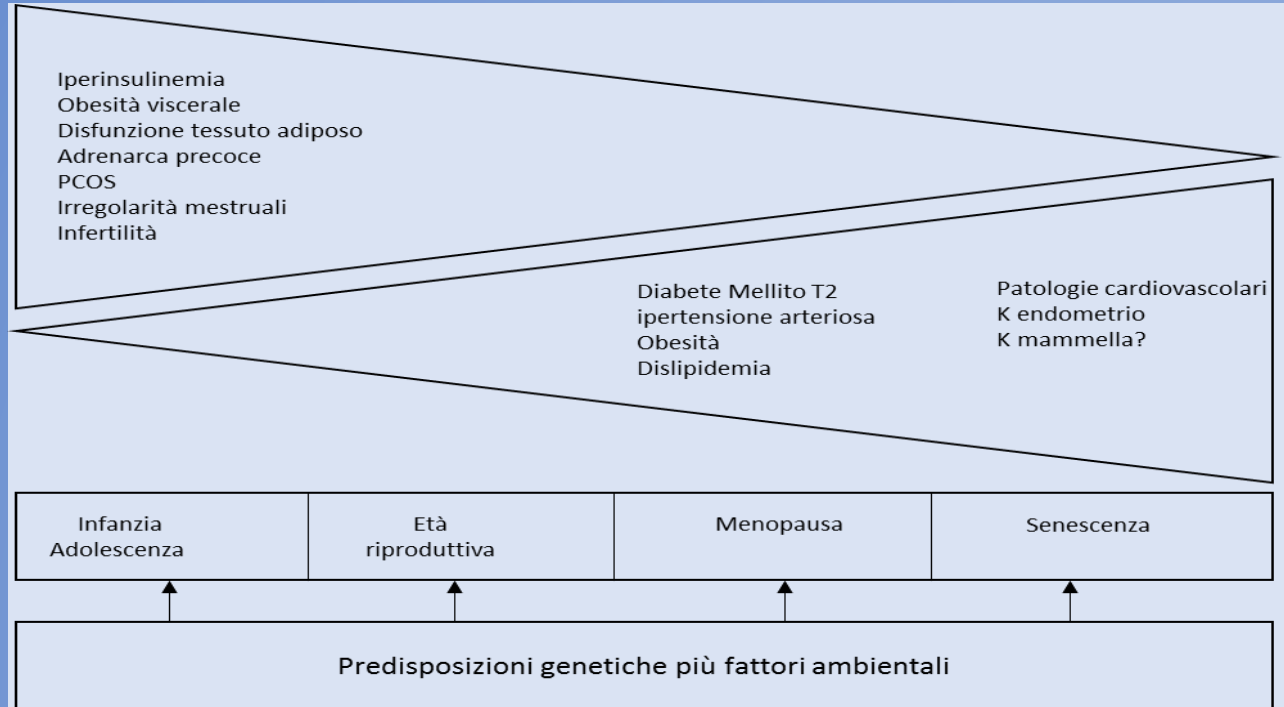 Iperinsulinemia
Obesità viscerale
Disfunzione tessuto adiposo
Adrenarca precoce
PCOS
Irregolarità mestruali
Infertilità
Diabete Mellito T2
ipertensione arteriosa
Obesità
Dislipidemia
Patologie cardiovascolari
K endometrio
K mammella?
Infanzia
Adolescenza
Età
riproduttiva
Menopausa
Senescenza
Predisposizioni genetiche più fattori ambientali